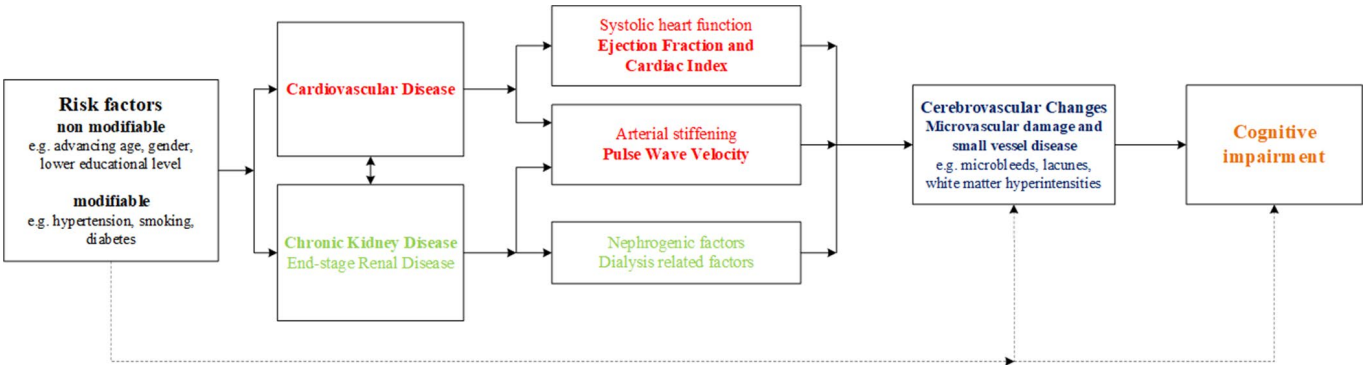 Risk factors
non modifiable
e.g. advancing age, gender,
lower educational level
modifiable
e.g. hypertension, smoking,
diabetes
Cardiovascular Disease
Chronic Kidney Disease
End-stage Renal Disease
Systolic heart function
Ejection Fraction and
Cardiac Index
Arterial stiffening
Pulse Wave Velocity
Nephrogenic factors
Dialysis related factors
Cerebrovascular Changes
Microvascular damage and
small vessel disease
e.g. microbleeds, lacunes,
white matter hyperintensities
Cognitive
impairment